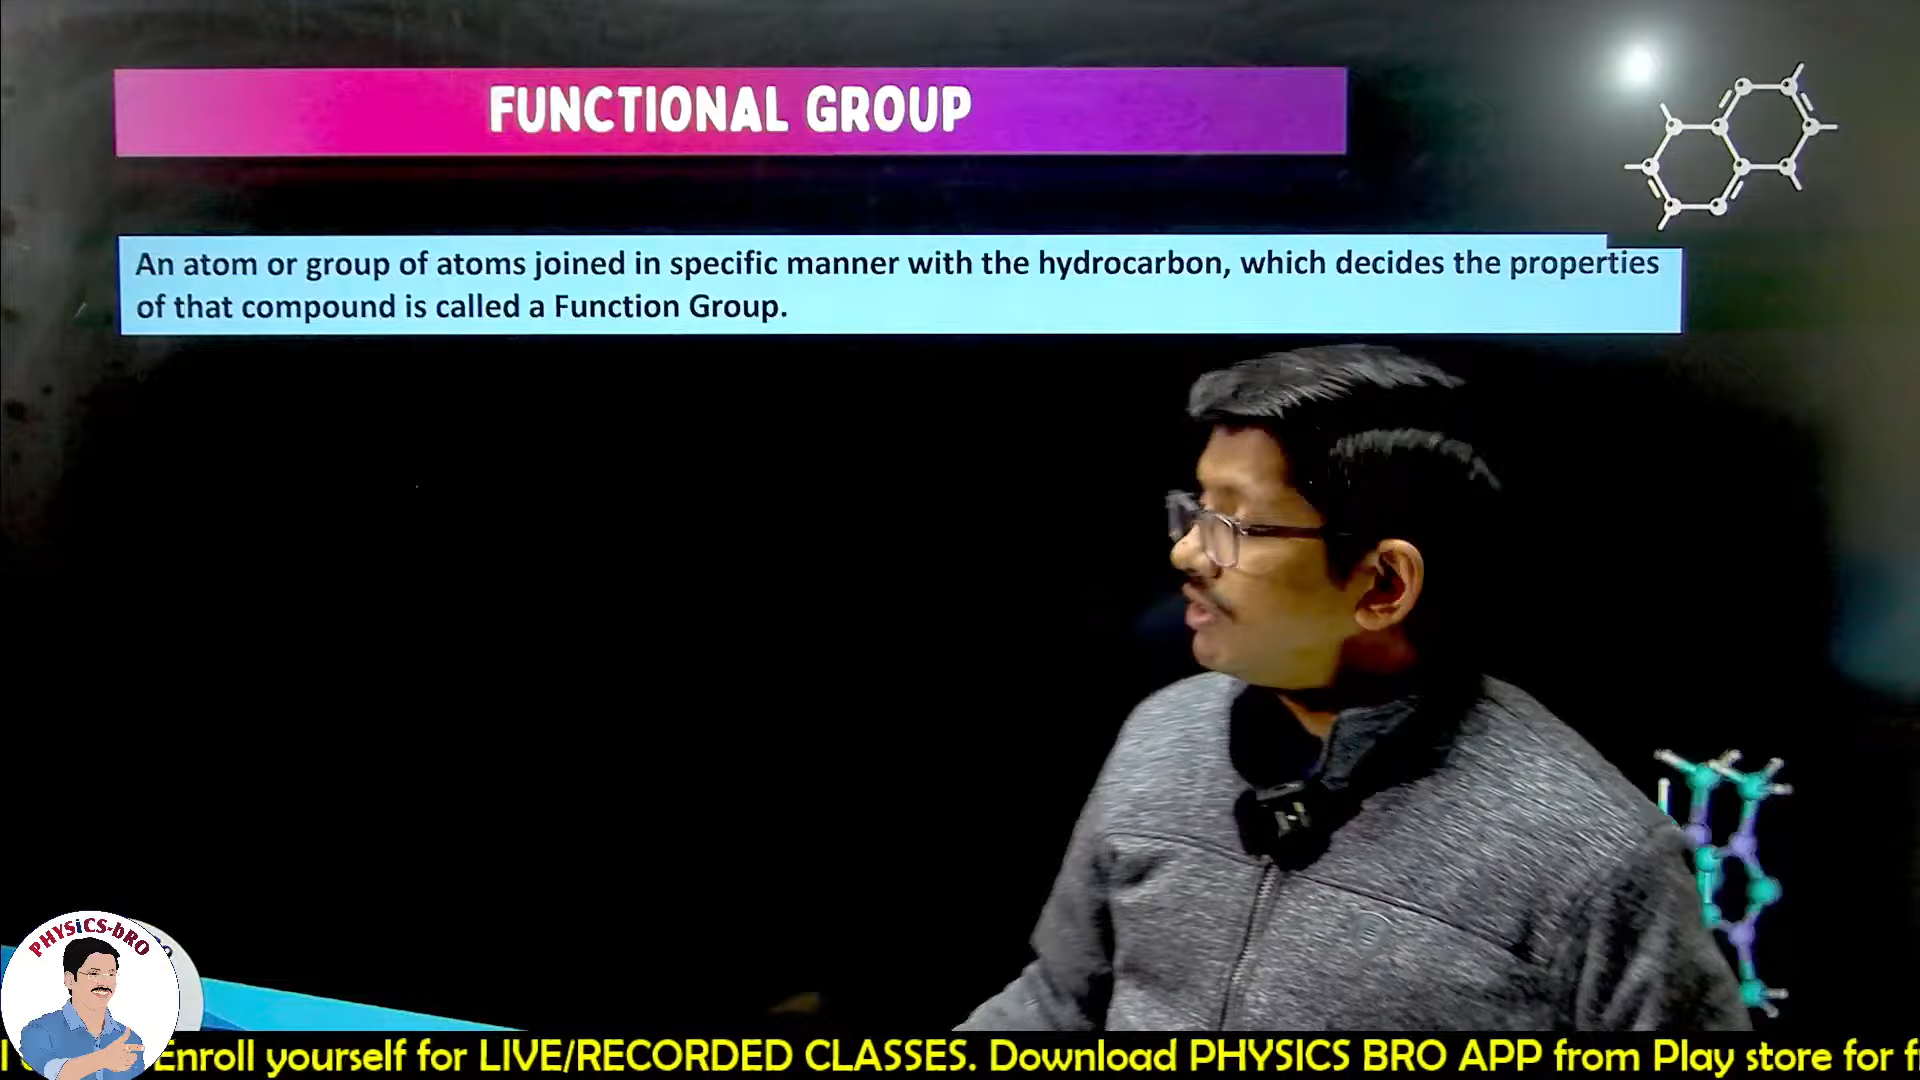 FUNCTIONAL GROUP
An atom or group of atoms joined in specific manner with the hydrocarbon, which decides the properties
of that compound is called a Function Group.
PHYSiCS-bRO
Enroll yourself for LIVE/RECORDED CLASSES. Download PHYSICS BRO APP from Play store for